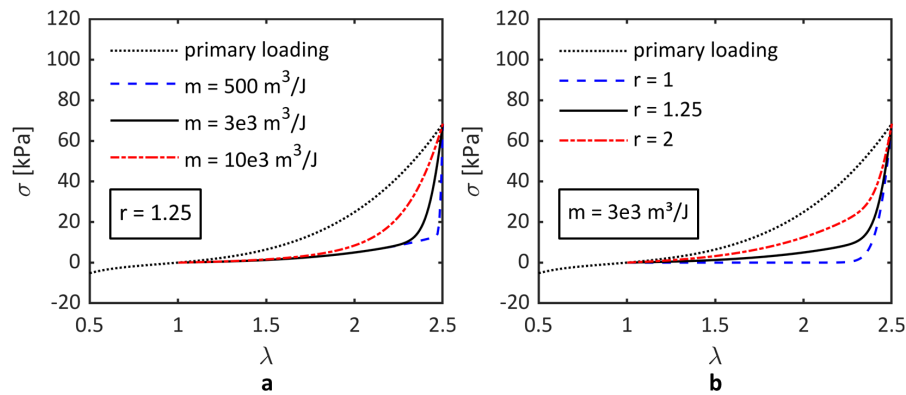 120
100
80
60
40
20
0
-20
σ [kPa]
primary loading
m = 500 m³/J
m = 3e3 m³/J
m = 10e3 m³/J
r = 1.25
0.5 1 1.5 2 2.5
λ
a
120
100
80
60
40
20
0
-20
σ [kPa]
primary loading
r = 1
r = 1.25
r = 2
m = 3e3 m³/J
0.5 1 1.5 2 2.5
λ
b